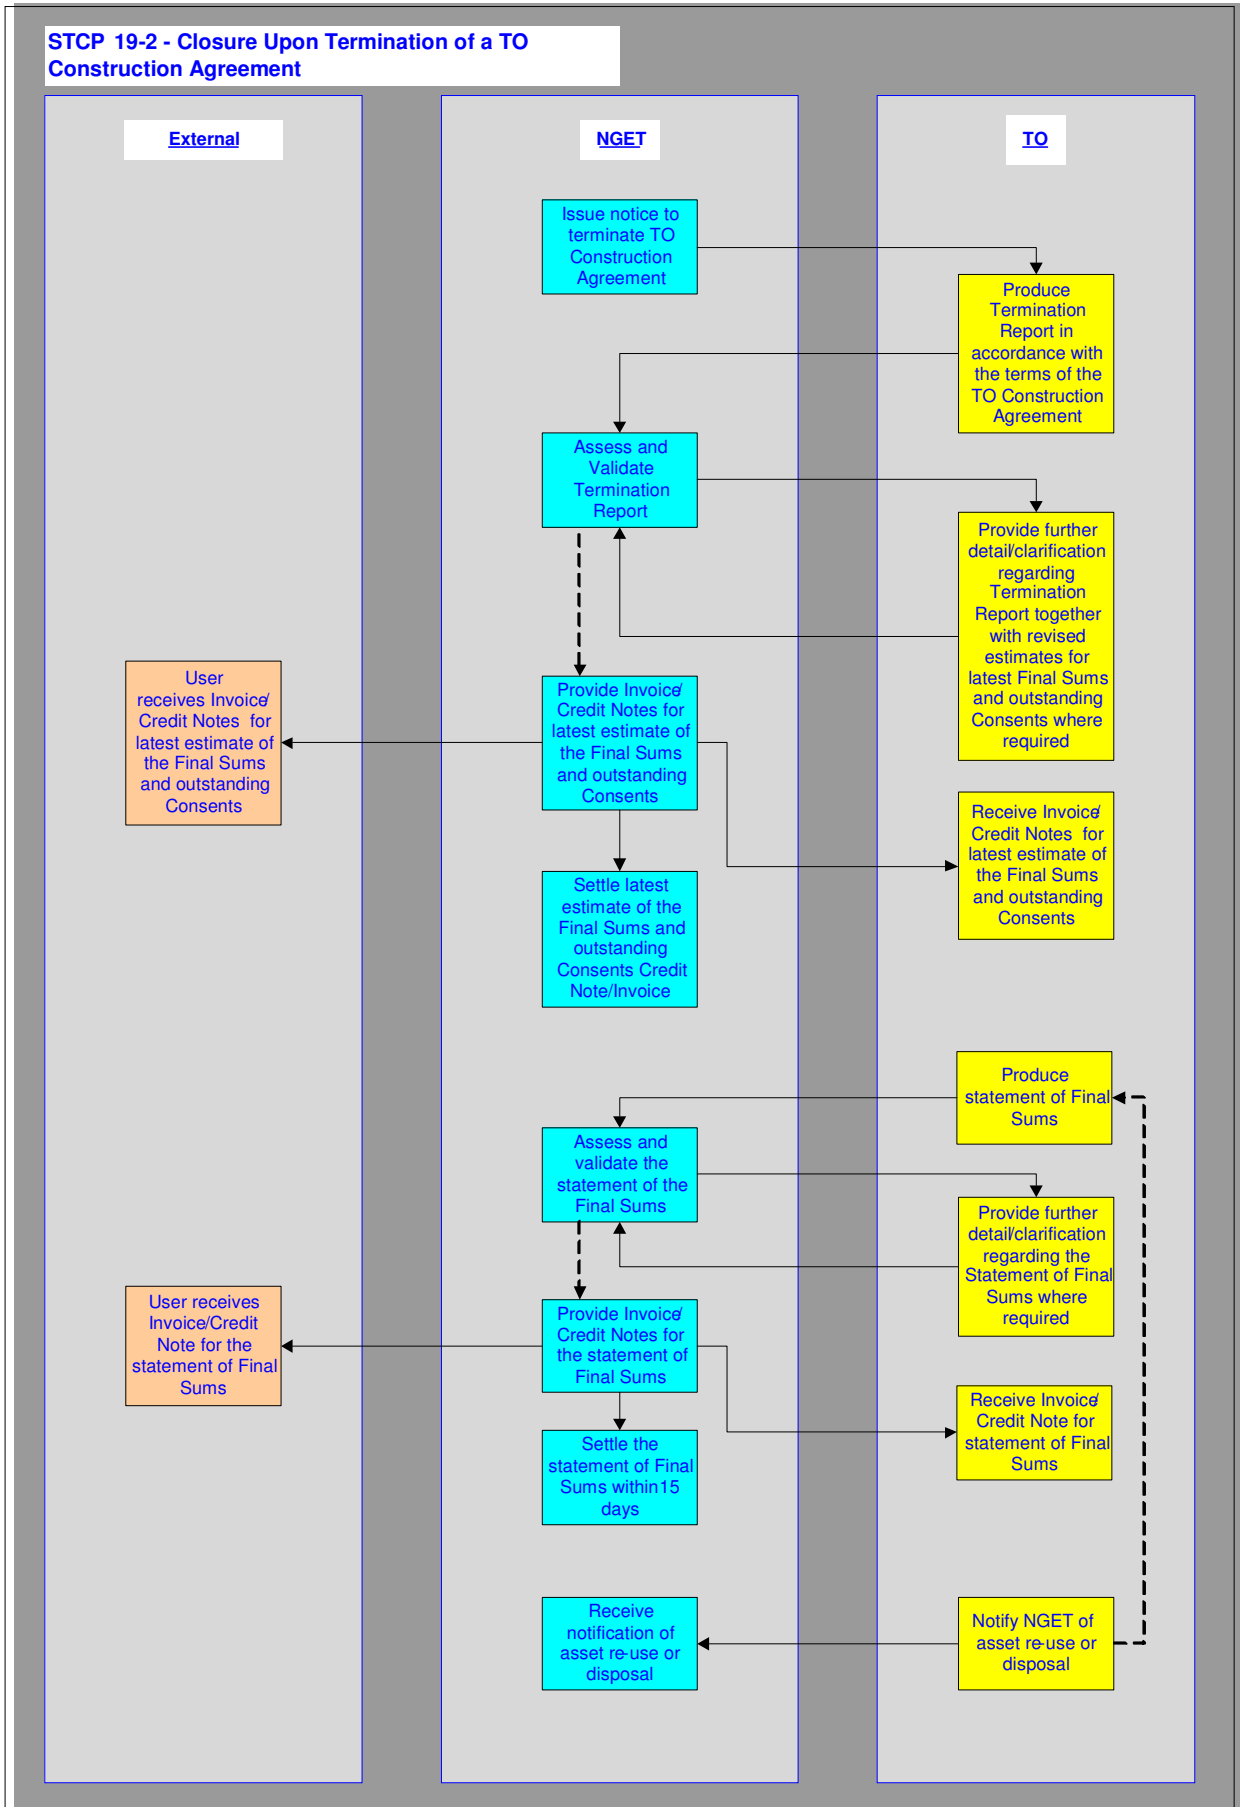 STCP 19-2 - Closure Upon Termination of a TO
Construction Agreement
External
NGET
TO
Issue notice to
terminate TO
Construction
Agreement
Produce
Termination
Report in
accordance with
the terms of the
TO Construction
Agreement
Assess and
Validate
Termination
Report
Provide further
detail/clarification
regarding
Termination
Report together
with revised
estimates for
latest Final Sums
and outstanding
Consents where
required
User
receives Invoice/
Credit Notes for
latest estimate of
the Final Sums
and outstanding
Consents
Provide Invoice/
Credit Notes for
latest estimate of
the Final Sums
and outstanding
Consents
Receive Invoice/
Credit Notes for
latest estimate of
the Final Sums
and outstanding
Consents
Settle latest
estimate of the
Final Sums and
outstanding
Consents Credit
Note/Invoice
Produce
statement of Final
Sums
Assess and
validate the
statement of the
Final Sums
Provide further
detail/clarification
regarding the
Statement of Final
Sums where
required
User receives
Invoice/Credit
Note for the
statement of Final
Sums
Provide Invoice/
Credit Notes for
the statement of
Final Sums
Receive Invoice/
Credit Note for
statement of Final
Sums
Settle the
statement of Final
Sums within 15
days
Receive
notification of
asset re-use or
disposal
Notify NGET of
asset re-use or
disposal